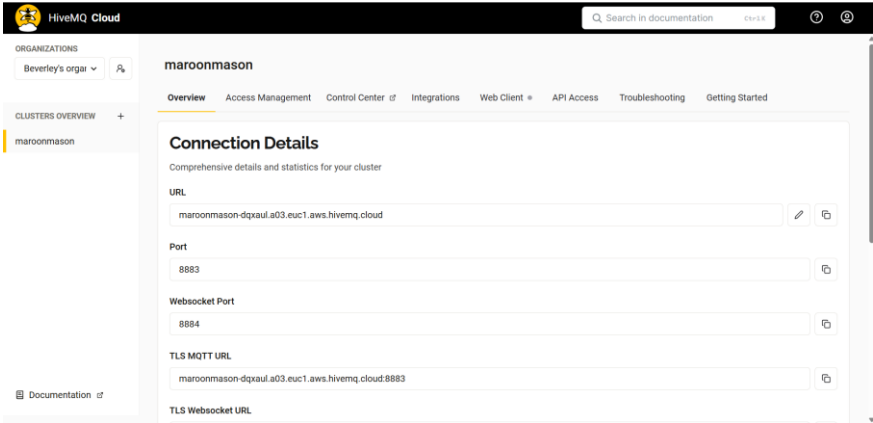 HiveMQ Cloud
Search in documentation Ctrl K
ORGANIZATIONS
Beverley's orgar
CLUSTERS OVERVIEW +
maroonmason
Documentation
maroonmason
Overview Access Management Control Center Integrations Web Client API Access Troubleshooting Getting Started
Connection Details
Comprehensive details and statistics for your cluster
URL
maroonmason-dqxaul.a03.euc1.aws.hivemq.cloud
Port
8883
Websocket Port
8884
TLS MQTT URL
maroonmason-dqxaul.a03.euc1.aws.hivemq.cloud:8883
TLS Websocket URL